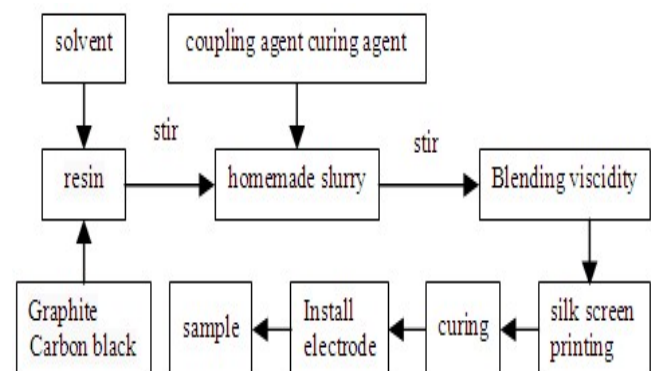 solvent
coupling agent curing agent
stir
stir
resin
homemade slurry
Blending viscidity
Graphite
Carbon black
sample
Install
electrode
curing
silk screen
printing